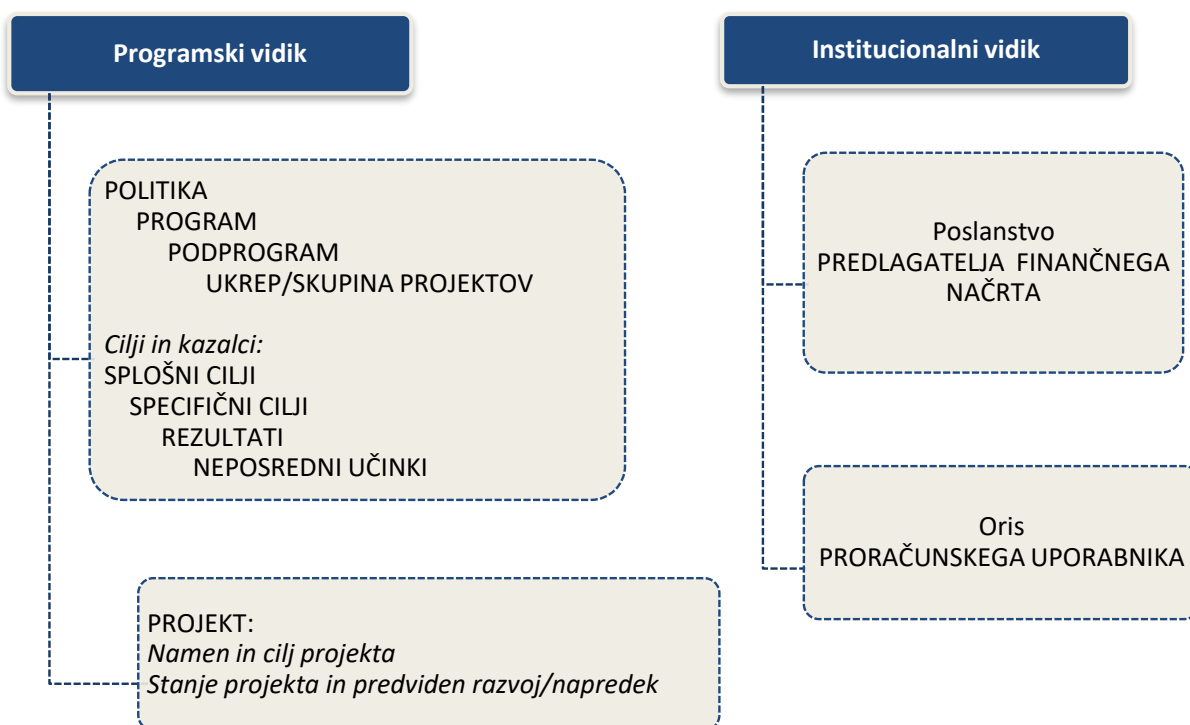 Programski vidik
POLITIKA
PROGRAM
PODPROGRAM
UKREP/SKUPINA PROJEKTOV
Cilji in kazalci:
SPLOŠNI CILJI
SPECIFIČNI CILJI
REZULTATI
NEPOSREDNI UČINKI
PROJEKT:
Namen in cilj projekta
Stanje projekta in predviden razvoj/napredek
Institucionalni vidik
Poslanstvo
PREDLAGATELJA FINANČNEGA
NAČRTA
Oris
PRORAČUNSKEGA UPORABNIKA